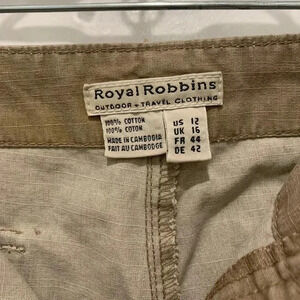 Royal Robbins
OUTDOOR + TRAVEL CLOTHING
100% COTTON
100% COTON
MADE IN CAMBODIA
FAIT AU CAMBODGE
US 12
UK 16
FR 44
DE 42